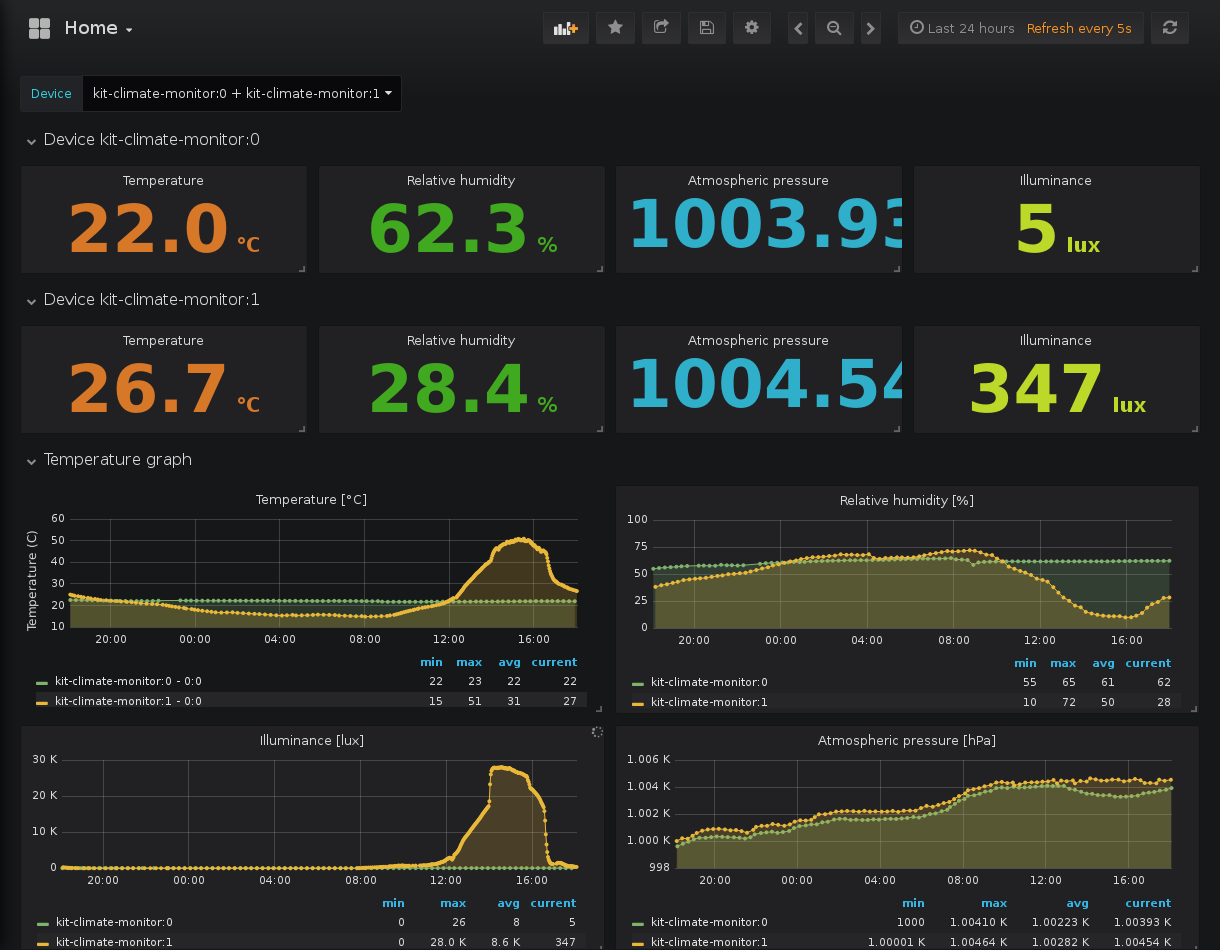 Home
Last 24 hours Refresh every 5s
Device kit-climate-monitor:0 + kit-climate-monitor:1
Device kit-climate-monitor:0
Temperature Relative humidity Atmospheric pressure Illuminance
22.0 °C 62.3 % 1003.93 5 lux
Device kit-climate-monitor:1
Temperature Relative humidity Atmospheric pressure Illuminance
26.7 °C 28.4 % 1004.54 347 lux
Temperature graph
Temperature [°C]
Temperature (C)
60
50
40
30
20
10
20:00 00:00 04:00 08:00 12:00 16:00
min max avg current
kit-climate-monitor:0 - 0:0 22 23 22 22
kit-climate-monitor:1 - 0:0 15 51 31 27
Relative humidity [%]
100
75
50
25
0
20:00 00:00 04:00 08:00 12:00 16:00
min max avg current
kit-climate-monitor:0 55 65 61 62
kit-climate-monitor:1 10 72 50 28
Illuminance [lux]
30 K
20 K
10 K
0
20:00 00:00 04:00 08:00 12:00 16:00
min max avg current
kit-climate-monitor:0 0 26 8 5
kit-climate-monitor:1 0 28.0 K 8.6 K 347
Atmospheric pressure [hPa]
1.006 K
1.004 K
1.002 K
1.000 K
998
20:00 00:00 04:00 08:00 12:00 16:00
min max avg current
kit-climate-monitor:0 1000 1.00410 K 1.00223 K 1.00393 K
kit-climate-monitor:1 1.00001 K 1.00464 K 1.00282 K 1.00454 K